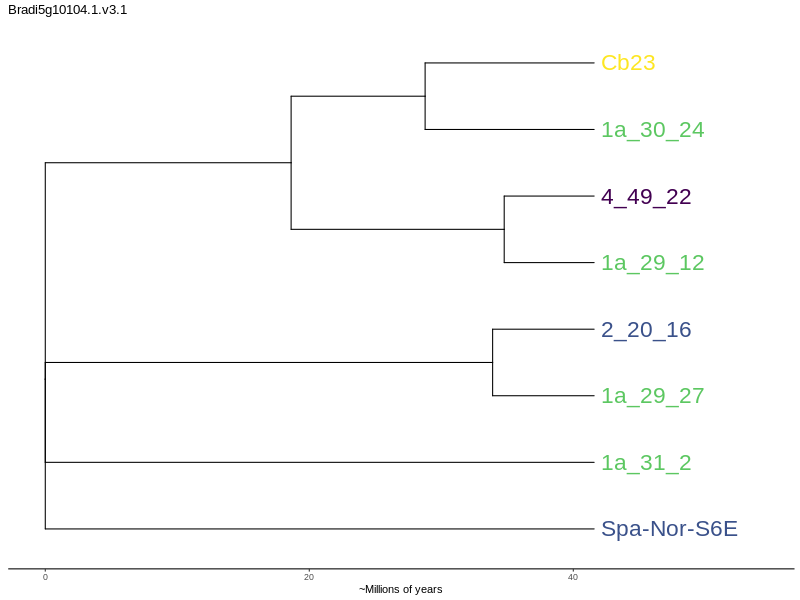 Bradi5g10104.1.v3.1
Cb23
1a_30_24
4_49_22
1a_29_12
2_20_16
1a_29_27
1a_31_2
Spa-Nor-S6E
0 20 40
~Millions of years